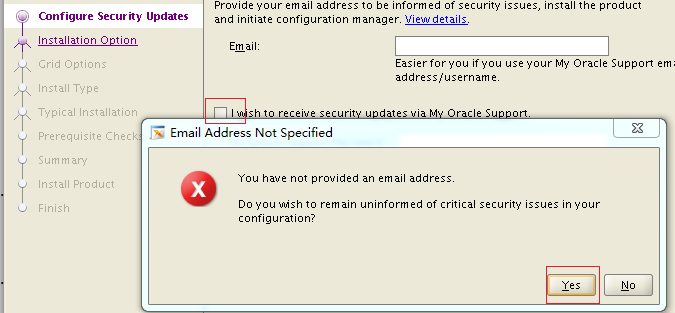 Configure Security Updates
Installation Option
Grid Options
Install Type
Typical Installation
Prerequisite Checks
Summary
Install Product
Finish
Provide your email address to be informed of security issues, install the product
and initiate configuration manager. View details.
Email:
Easier for you if you use your My Oracle Support
address/username.
I wish to receive security updates via My Oracle Support.
Email Address Not Specified
You have not provided an email address.
Do you wish to remain uninformed of critical security issues in your
configuration?
Yes
No